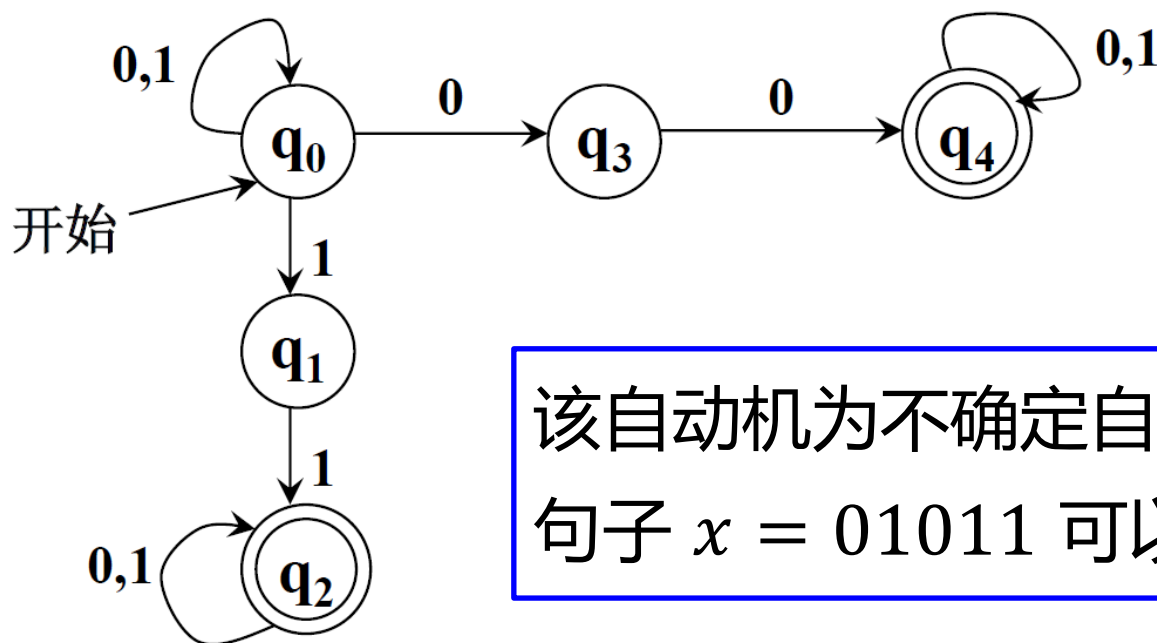 0,1
0
0
0,1
q₀
q₃
q₄
开始
1
q₁
1
0,1
q₂
该自动机为不确定自
句子 x = 01011 可以